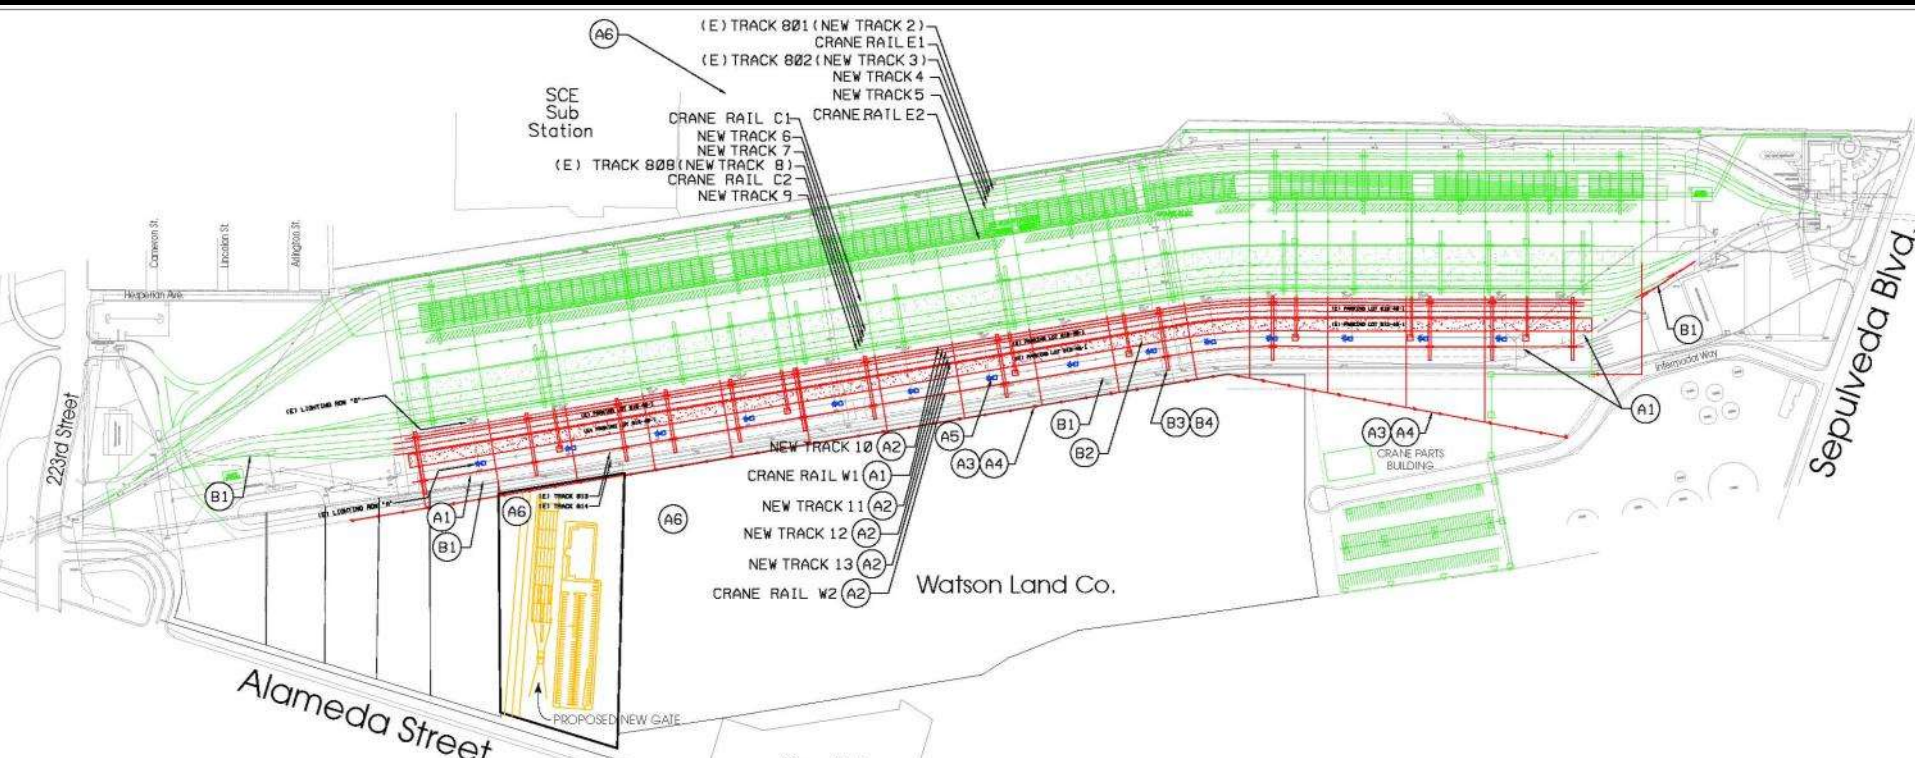 (E) TRACK 801 (NEW TRACK 2)
CRANE RAIL E1
(E) TRACK 802 (NEW TRACK 3)
NEW TRACK 4
NEW TRACK 5
CRANE RAIL E2
A6
SCE
Sub
Station
CRANE RAIL C1
NEW TRACK 6
NEW TRACK 7
(E) TRACK 808 (NEW TRACK 8)
CRANE RAIL C2
NEW TRACK 9
Cameron St.
Lincoln St.
Arlington St.
Hesperian Ave.
223rd Street
Sepulveda Blvd.
Intermodal Way
B1
A1
A3 A4
CRANE PARTS
BUILDING
B3 B4
B2
B1
A3 A4
A5
NEW TRACK 10 A2
CRANE RAIL W1 A1
NEW TRACK 11 A2
NEW TRACK 12 A2
NEW TRACK 13 A2
CRANE RAIL W2 A2
(E) LIGHTING ROW "B"
(E) LIGHTING ROW "A"
B1
A1
B1
A6
(E) TRACK 813
(E) TRACK 814
A6
Watson Land Co.
PROPOSED NEW GATE
Alameda Street